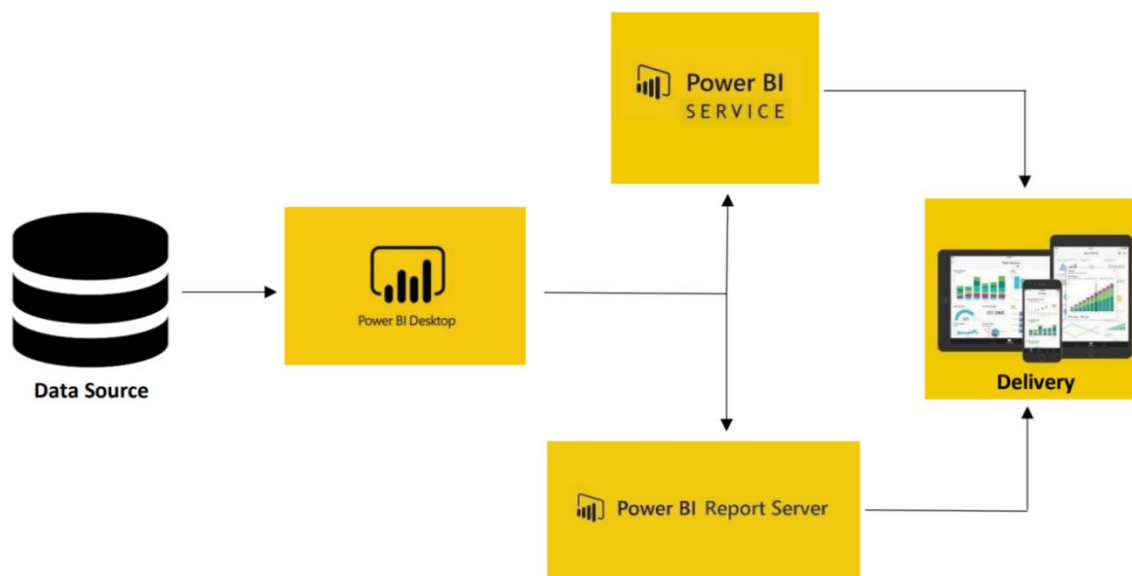 Power BI
SERVICE
Power BI Desktop
Data Source
Delivery
Power BI Report Server